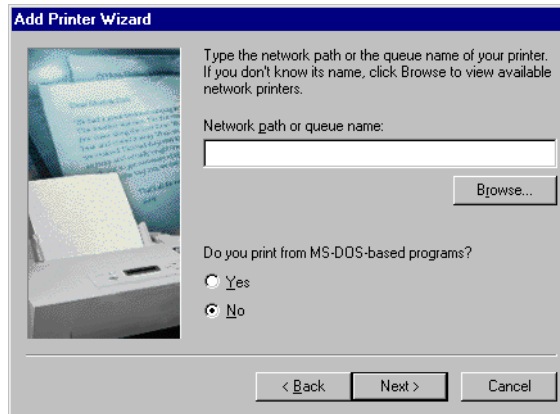 Add Printer Wizard
Type the network path or the queue name of your printer.
If you don't know its name, click Browse to view available
network printers.
Network path or queue name:
Browse...
Do you print from MS-DOS-based programs?
Yes
No
< Back
Next >
Cancel